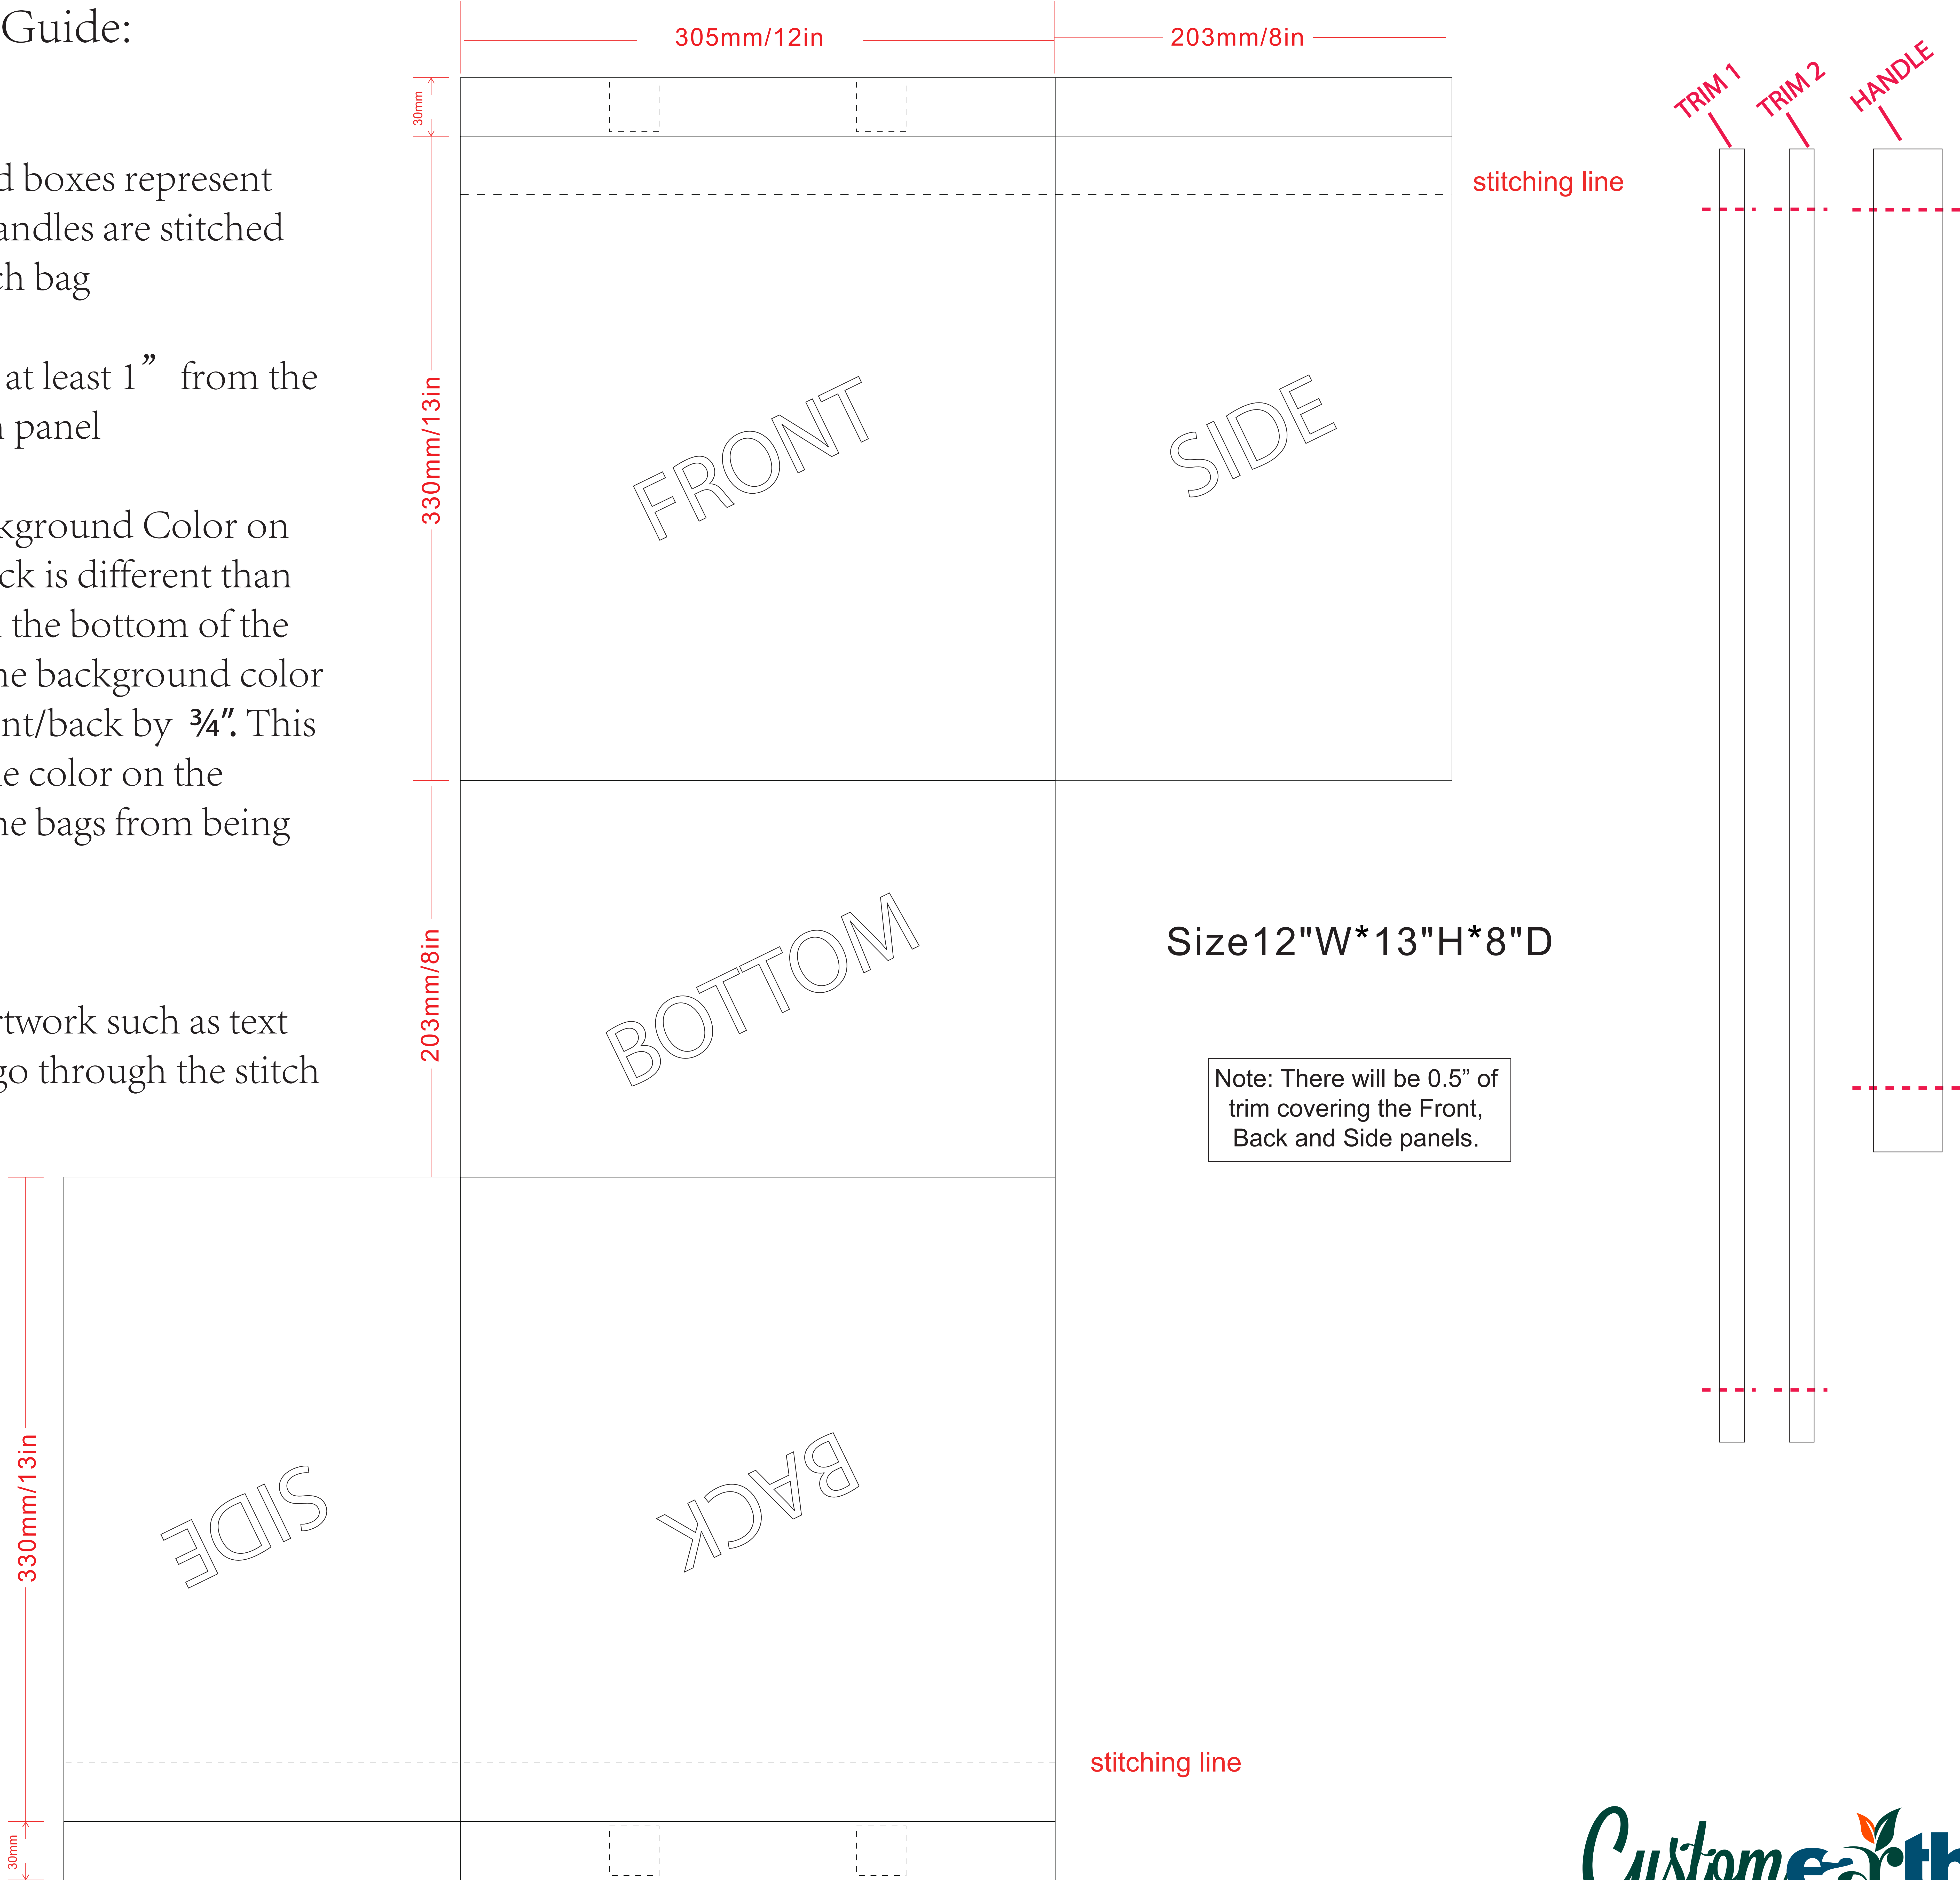 Guide:
d boxes represent
andles are stitched
ch bag
at least 1” from the
n panel
kground Color on
ck is different than
n the bottom of the
he background color
nt/back by ¾”. This
e color on the
he bags from being
rtwork such as text
go through the stitch
305mm/12in
203mm/8in
30mm
stitching line
330mm/13in
FRONT
SIDE
203mm/8in
BOTTOM
Size12"W*13"H*8"D
Note: There will be 0.5” of
trim covering the Front,
Back and Side panels.
330mm/13in
SIDE
BACK
stitching line
30mm
TRIM 1
TRIM 2
HANDLE
Customearth